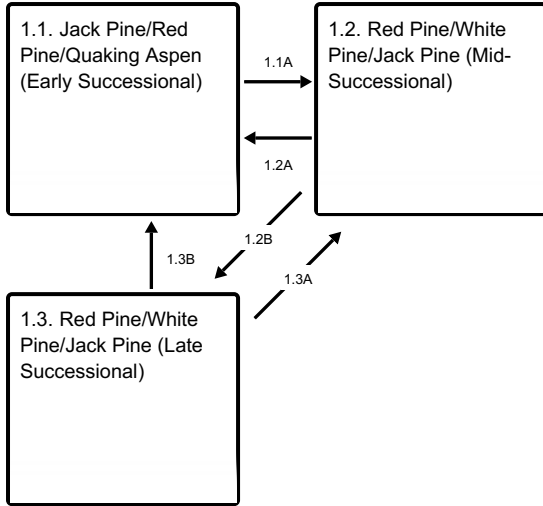 1.1. Jack Pine/Red
Pine/Quaking Aspen
(Early Successional)
1.1A
1.2. Red Pine/White
Pine/Jack Pine (Mid-
Successional)
1.2A
1.2B
1.3B
1.3A
1.3. Red Pine/White
Pine/Jack Pine (Late
Successional)